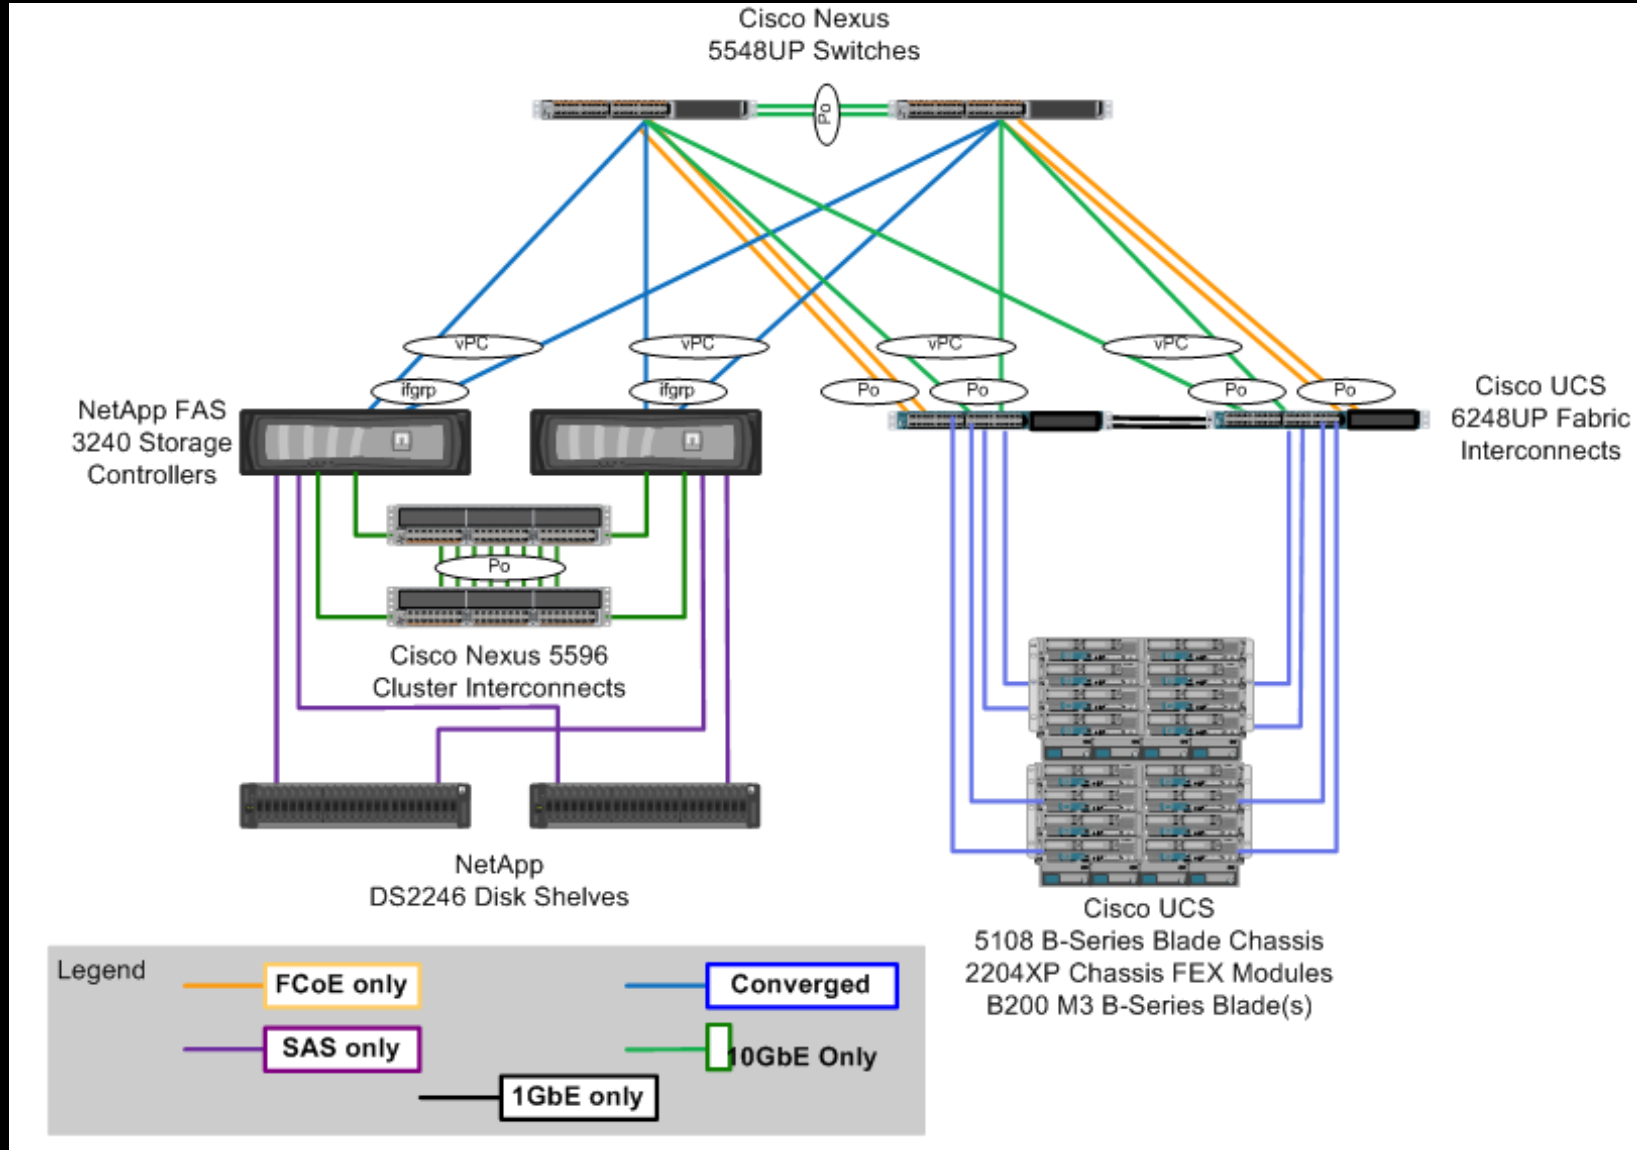 Cisco Nexus
5548UP Switches
Po
vPC
vPC
vPC
vPC
ifgrp
ifgrp
Po
Po
Po
Po
NetApp FAS
3240 Storage
Controllers
Cisco UCS
6248UP Fabric
Interconnects
Po
Cisco Nexus 5596
Cluster Interconnects
NetApp
DS2246 Disk Shelves
Cisco UCS
5108 B-Series Blade Chassis
2204XP Chassis FEX Modules
B200 M3 B-Series Blade(s)
Legend
FCoE only
Converged
SAS only
10GbE Only
1GbE only